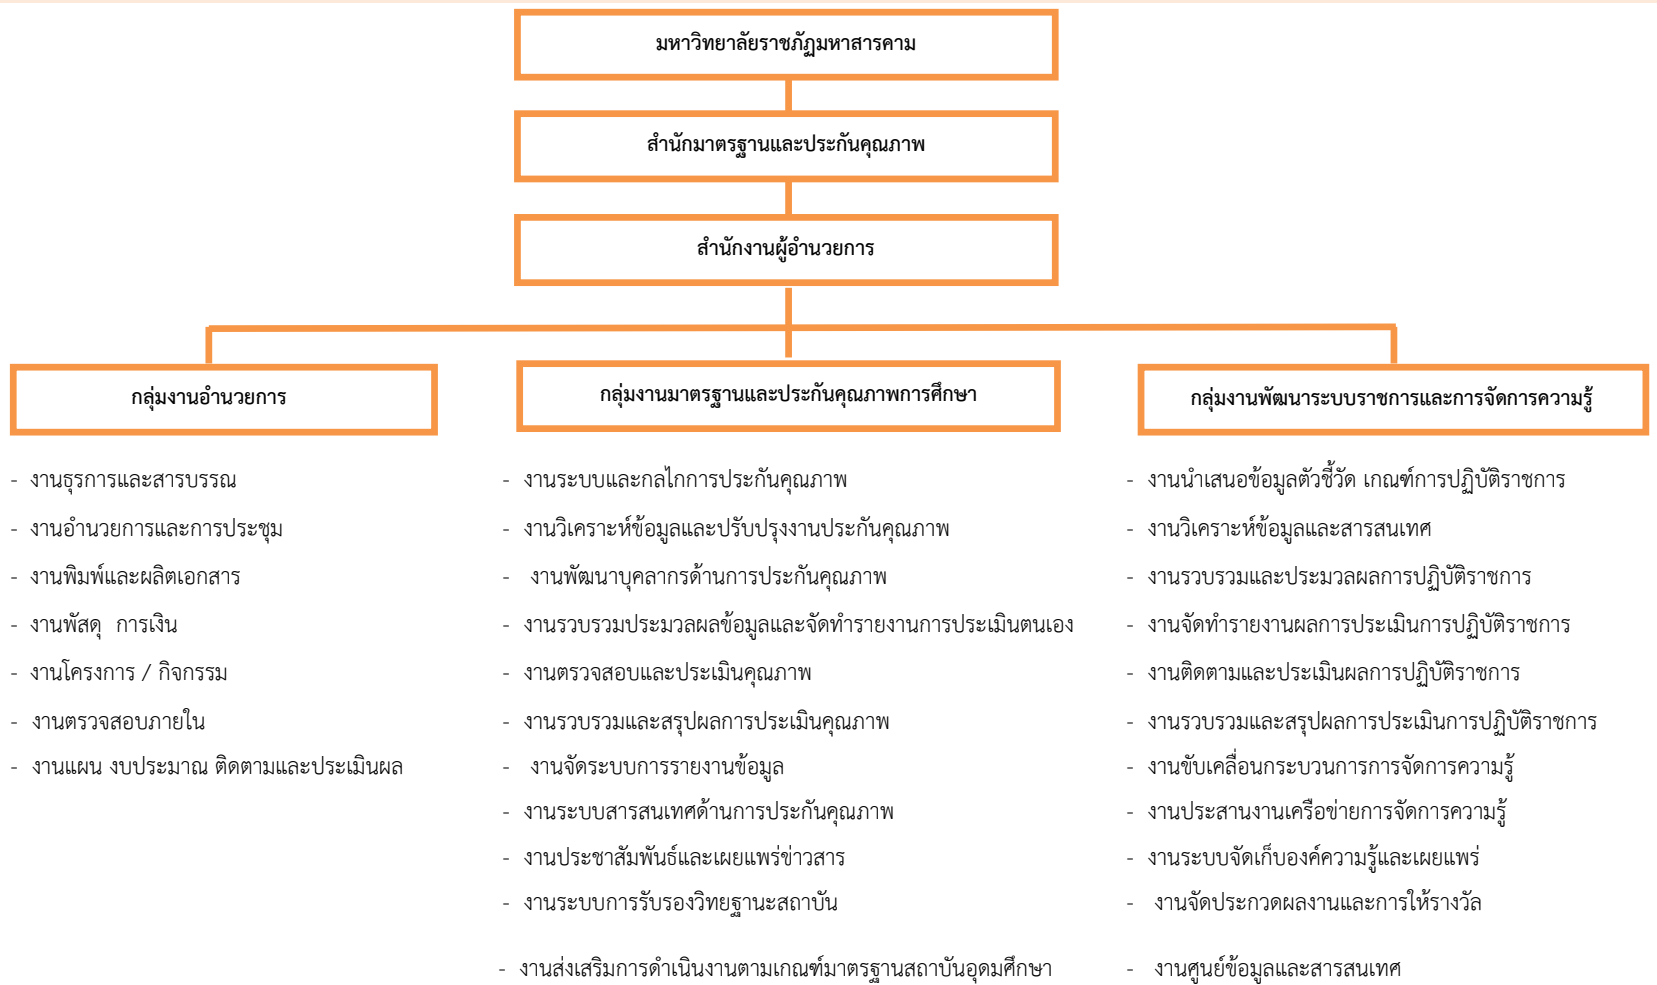 มหาวิทยาลัยราชภัฏมหาสารคาม
สำนักมาตรฐานและประกันคุณภาพ
สำนักงานผู้อำนวยการ
กลุ่มงานอำนวยการ
- งานธุรการและสารบรรณ
- งานอำนวยการและการประชุม
- งานพิมพ์และผลิตเอกสาร
- งานพัสดุ การเงิน
- งานโครงการ / กิจกรรม
- งานตรวจสอบภายใน
- งานแผน งบประมาณ ติดตามและประเมินผล
กลุ่มงานมาตรฐานและประกันคุณภาพการศึกษา
- งานระบบและกลไกการประกันคุณภาพ
- งานวิเคราะห์ข้อมูลและปรับปรุงงานประกันคุณภาพ
- งานพัฒนาบุคลากรด้านการประกันคุณภาพ
- งานรวบรวมประมวลผลข้อมูลและจัดทำรายงานการประเมินตนเอง
- งานตรวจสอบและประเมินคุณภาพ
- งานรวบรวมและสรุปผลการประเมินคุณภาพ
- งานจัดระบบการรายงานข้อมูล
- งานระบบสารสนเทศด้านการประกันคุณภาพ
- งานประชาสัมพันธ์และเผยแพร่ข่าวสาร
- งานระบบการรับรองวิทยฐานะสถาบัน
- งานส่งเสริมการดำเนินงานตามเกณฑ์มาตรฐานสถาบันอุดมศึกษา
กลุ่มงานพัฒนาระบบราชการและการจัดการความรู้
- งานนำเสนอข้อมูลตัวชี้วัด เกณฑ์การปฏิบัติราชการ
- งานวิเคราะห์ข้อมูลและสารสนเทศ
- งานรวบรวมและประมวลผลการปฏิบัติราชการ
- งานจัดทำรายงานผลการประเมินการปฏิบัติราชการ
- งานติดตามและประเมินผลการปฏิบัติราชการ
- งานรวบรวมและสรุปผลการประเมินการปฏิบัติราชการ
- งานขับเคลื่อนกระบวนการการจัดการความรู้
- งานประสานงานเครือข่ายการจัดการความรู้
- งานระบบจัดเก็บองค์ความรู้และเผยแพร่
- งานจัดประกวดผลงานและการให้รางวัล
- งานศูนย์ข้อมูลและสารสนเทศ